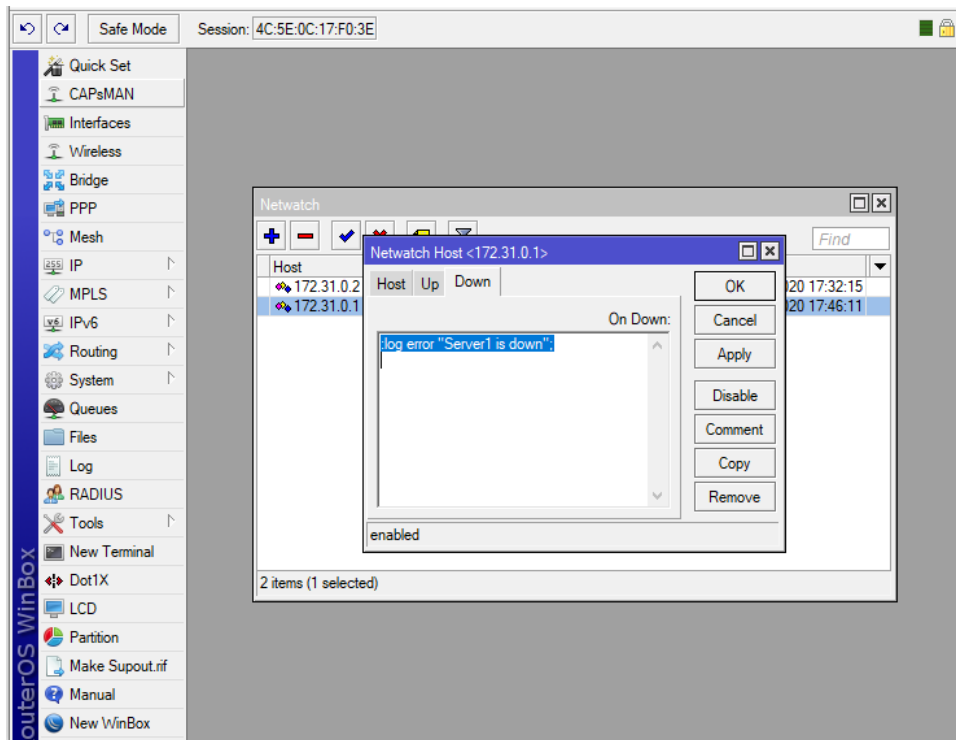 Safe Mode
Session: 4C:5E:0C:17:F0:3E
Quick Set
CAPsMAN
Interfaces
Wireless
Bridge
PPP
Mesh
IP
MPLS
IPv6
Routing
System
Queues
Files
Log
RADIUS
Tools
New Terminal
Dot1X
LCD
Partition
Make Supout.rif
Manual
New WinBox
outerOS WinBox
Netwatch
Find
Host
172.31.0.2
020 17:32:15
172.31.0.1
020 17:46:11
2 items (1 selected)
Netwatch Host <172.31.0.1>
Host Up Down
On Down:
:log error "Server1 is down";
OK
Cancel
Apply
Disable
Comment
Copy
Remove
enabled